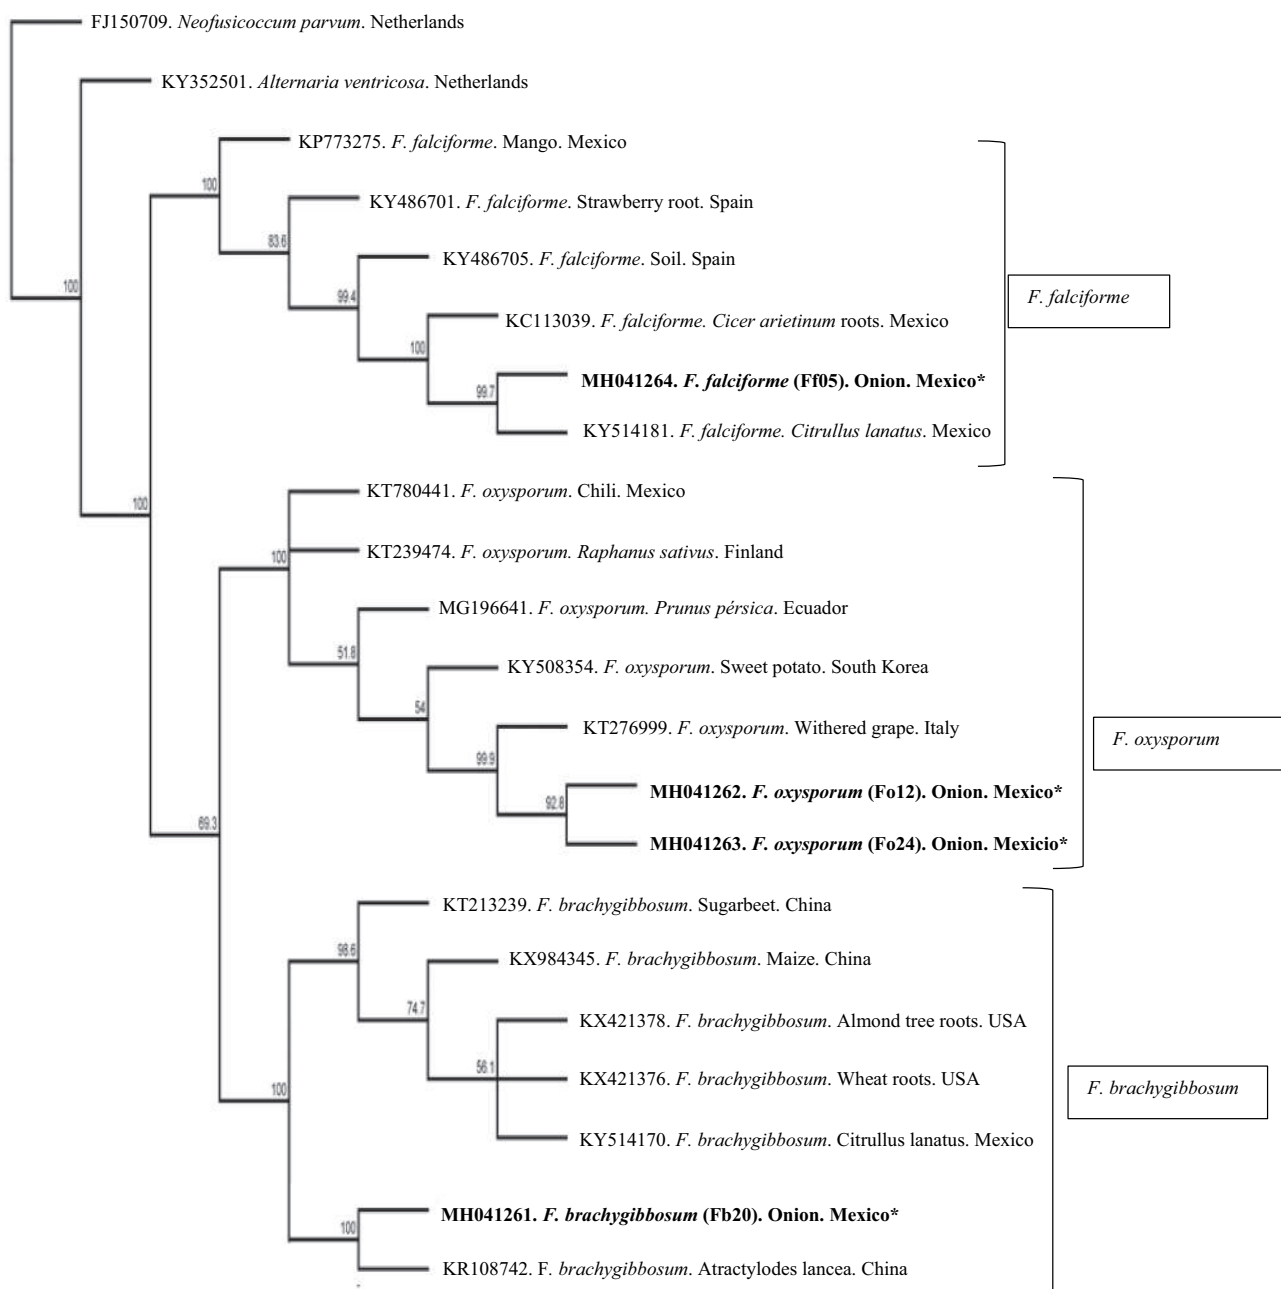 FJ150709. Neofusicoccum parvum. Netherlands
KY352501. Alternaria ventricosa. Netherlands
KP773275. F. falciforme. Mango. Mexico
100
KY486701. F. falciforme. Strawberry root. Spain
83.6
KY486705. F. falciforme. Soil. Spain
100
99.4
F. falciforme
KC113039. F. falciforme. Cicer arietinum roots. Mexico
100
MH041264. F. falciforme (Ff05). Onion. Mexico*
99.7
KY514181. F. falciforme. Citrullus lanatus. Mexico
KT780441. F. oxysporum. Chili. Mexico
100
KT239474. F. oxysporum. Raphanus sativus. Finland
100
MG196641. F. oxysporum. Prunus pérsica. Ecuador
51.8
KY508354. F. oxysporum. Sweet potato. South Korea
54
KT276999. F. oxysporum. Withered grape. Italy
F. oxysporum
99.9
MH041262. F. oxysporum (Fo12). Onion. Mexico*
92.8
69.3
MH041263. F. oxysporum (Fo24). Onion. Mexicio*
KT213239. F. brachygibbosum. Sugarbeet. China
98.6
KX984345. F. brachygibbosum. Maize. China
74.7
KX421378. F. brachygibbosum. Almond tree roots. USA
56.1
KX421376. F. brachygibbosum. Wheat roots. USA
F. brachygibbosum
100
KY514170. F. brachygibbosum. Citrullus lanatus. Mexico
MH041261. F. brachygibbosum (Fb20). Onion. Mexico*
100
KR108742. F. brachygibbosum. Atractylodes lancea. China